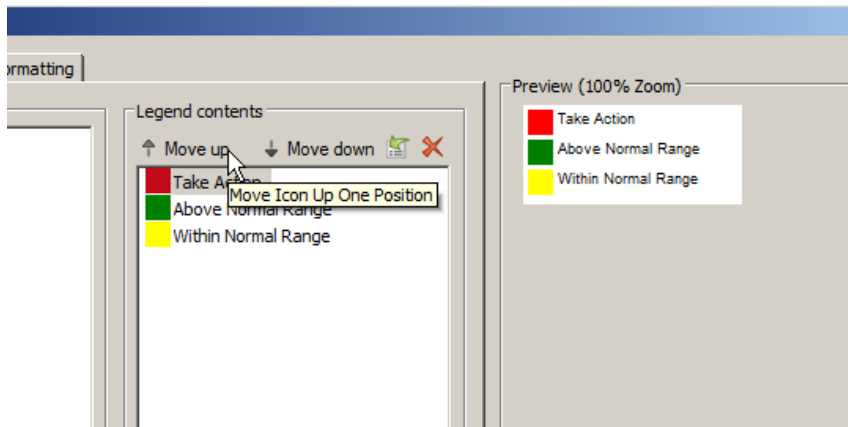 ormatting
Legend contents
Move up Move down
Take Action
Move Icon Up One Position
Above Normal Range
Within Normal Range
Preview (100% Zoom)
Take Action
Above Normal Range
Within Normal Range